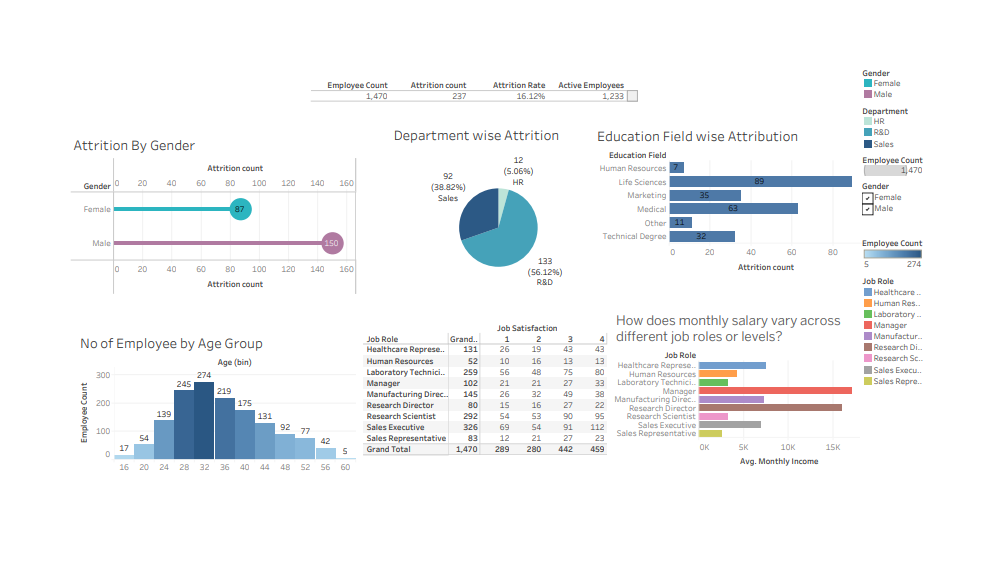 Employee Count Attrition count Attrition Rate Active Employees
1,470 237 16.12% 1,233
Attrition By Gender
Attrition count
Gender 0 20 40 60 80 100 120 140 160
Female 87
Male 150
0 20 40 60 80 100 120 140 160
Attrition count
Department wise Attrition
12
(5.06%)
HR
92
(38.82%)
Sales
133
(56.12%)
R&D
Education Field wise Attribution
Education Field
Human Resources 7
Life Sciences 89
Marketing 35
Medical 63
Other 11
Technical Degree 32
0 20 40 60 80
Attrition count
Gender
Female
Male
Department
HR
R&D
Sales
Employee Count
1,470
Gender
Female
Male
Employee Count
5 274
Job Role
Healthcare ..
Human Res..
Laboratory ..
Manager
Manufactur..
Research Di..
Research Sc..
Sales Execu..
Sales Repre..
No of Employee by Age Group
Age (bin)
Employee Count
300
200
100
0
17 54 139 245 274 219 175 131 92 77 42 5
16 20 24 28 32 36 40 44 48 52 56 60
Job Satisfaction
Job Role Grand.. 1 2 3 4
Healthcare Represe.. 131 26 19 43 43
Human Resources 52 10 16 16 10
Laboratory Technici.. 259 56 48 75 80
Manager 102 21 21 27 33
Manufacturing Direc.. 145 26 32 49 38
Research Director 80 15 16 27 22
Research Scientist 292 54 53 90 95
Sales Executive 326 69 54 91 112
Sales Representative 83 12 21 27 23
Grand Total 1,470 289 280 442 459
How does monthly salary vary across
different job roles or levels?
Job Role
Healthcare Represe..
Human Resources
Laboratory Technici..
Manager
Manufacturing Direc..
Research Director
Research Scientist
Sales Executive
Sales Representative
0K 5K 10K 15K
Avg. Monthly Income